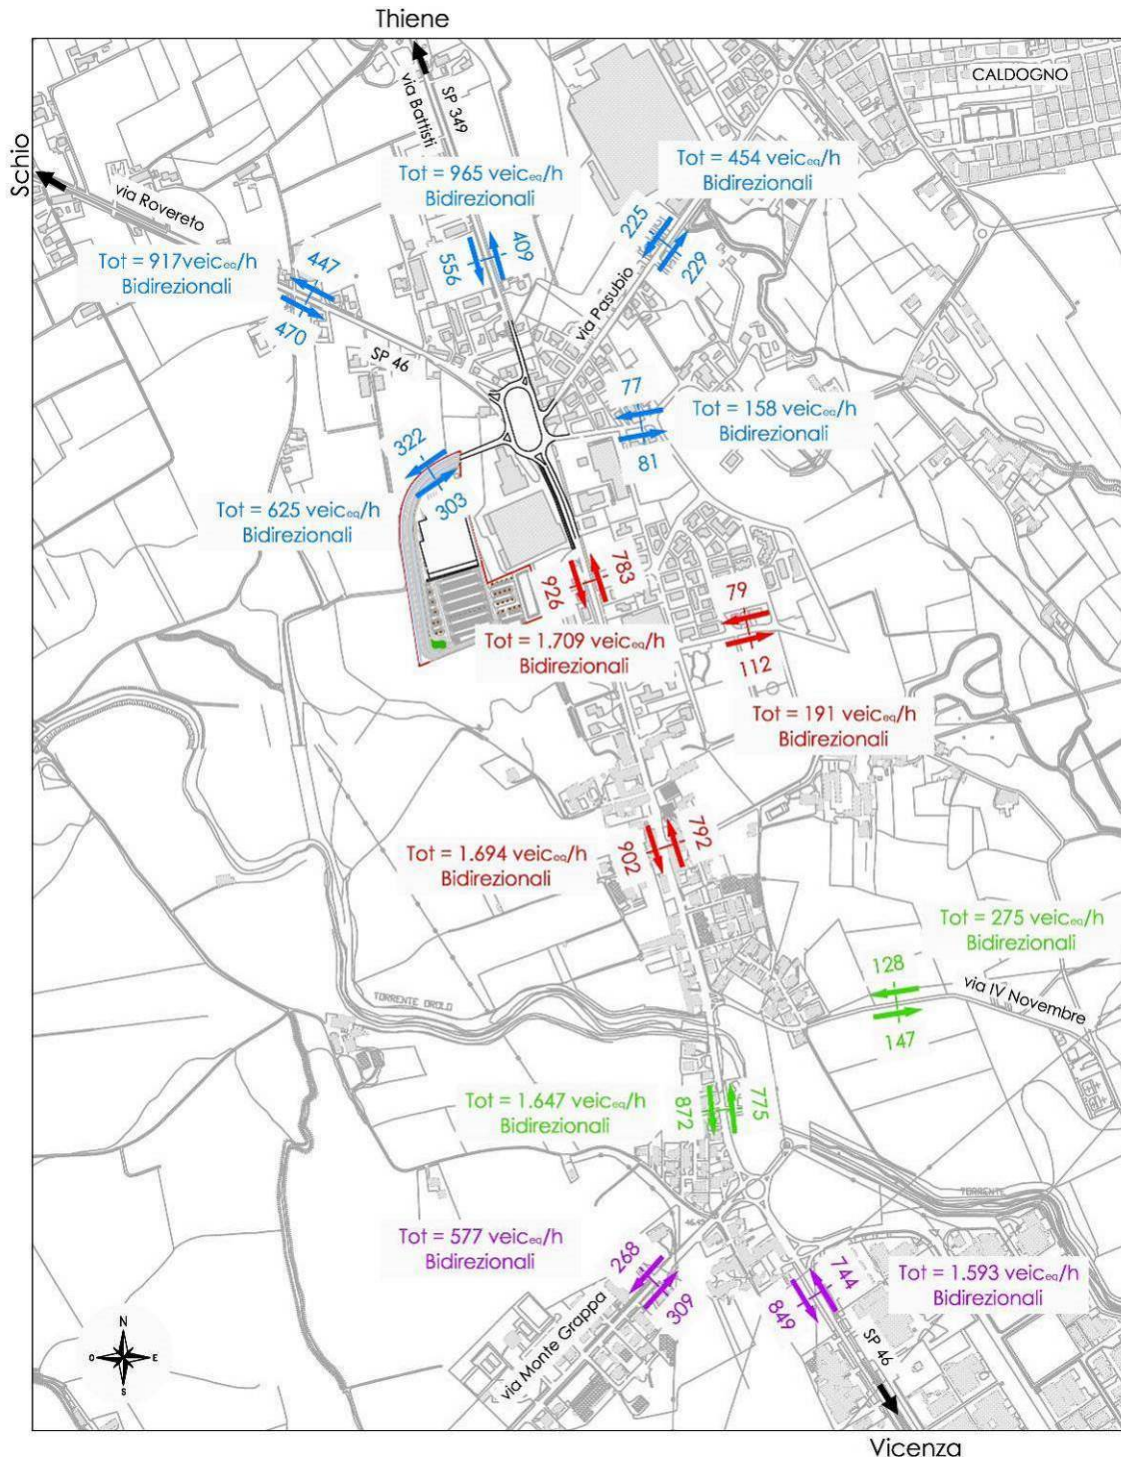 Thiene
CALDOGNO
Schio
via Rovereto
via Battisti
SP 349
Tot = 965 veiceq/h
Bidirezionali
Tot = 454 veiceq/h
Bidirezionali
225
229
409
556
Tot = 917veiceq/h
Bidirezionali
447
470
via Pasubio
SP 46
77
81
Tot = 158 veiceq/h
Bidirezionali
322
303
Tot = 625 veiceq/h
Bidirezionali
926
783
79
112
Tot = 1.709 veiceq/h
Bidirezionali
Tot = 191 veiceq/h
Bidirezionali
902
792
Tot = 1.694 veiceq/h
Bidirezionali
Tot = 275 veiceq/h
Bidirezionali
128
147
via IV Novembre
TORRENTE OROLO
Tot = 1.647 veiceq/h
Bidirezionali
872
775
TORRENTE
Tot = 577 veiceq/h
Bidirezionali
268
309
via Monte Grappa
849
744
Tot = 1.593 veiceq/h
Bidirezionali
SP 46
N
O
E
S
Vicenza